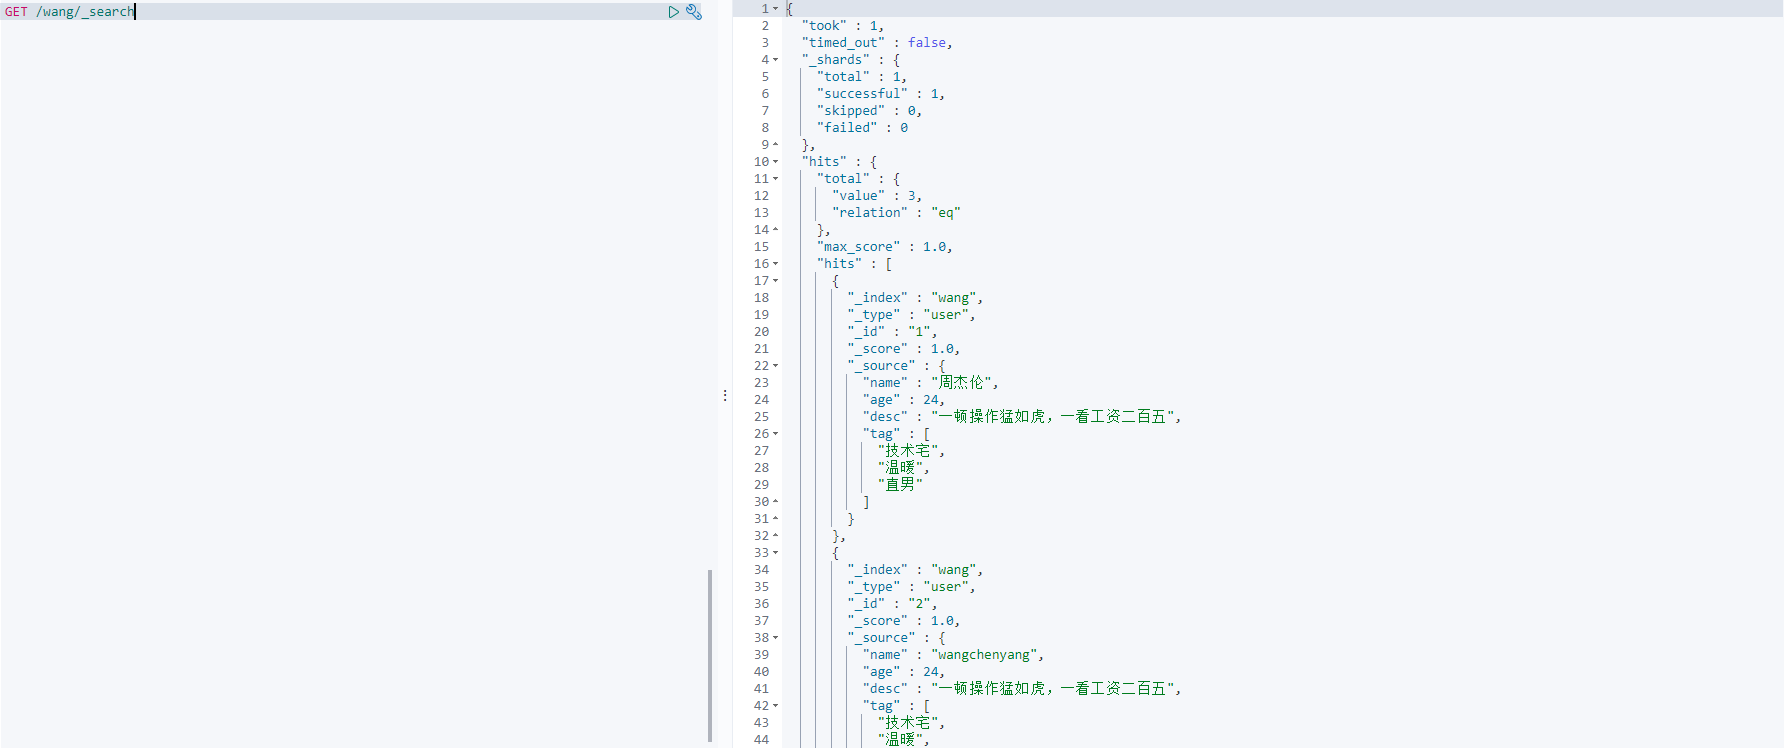 GET /wang/_search
1 {
2 "took" : 1,
3 "timed_out" : false,
4 "_shards" : {
5 "total" : 1,
6 "successful" : 1,
7 "skipped" : 0,
8 "failed" : 0
9 },
10 "hits" : {
11 "total" : {
12 "value" : 3,
13 "relation" : "eq"
14 },
15 "max_score" : 1.0,
16 "hits" : [
17 {
18 "_index" : "wang",
19 "_type" : "user",
20 "_id" : "1",
21 "_score" : 1.0,
22 "_source" : {
23 "name" : "周杰伦",
24 "age" : 24,
25 "desc" : "一顿操作猛如虎，一看工资二百五",
26 "tag" : [
27 "技术宅",
28 "温暖",
29 "直男"
30 ]
31 }
32 },
33 {
34 "_index" : "wang",
35 "_type" : "user",
36 "_id" : "2",
37 "_score" : 1.0,
38 "_source" : {
39 "name" : "wangchenyang",
40 "age" : 24,
41 "desc" : "一顿操作猛如虎，一看工资二百五",
42 "tag" : [
43 "技术宅",
44 "温暖",